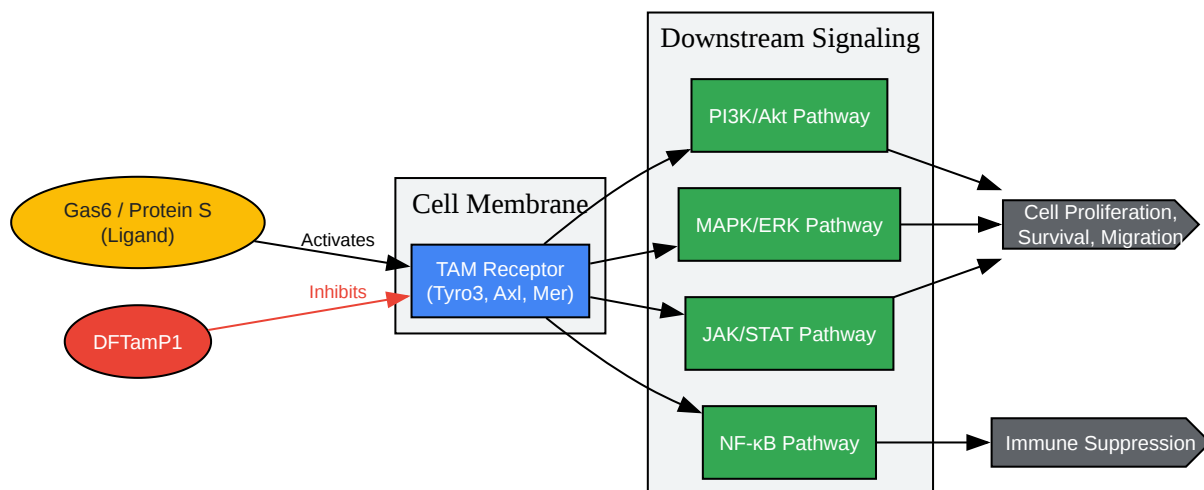 Downstream Signaling
PI3K/Akt Pathway
Gas6 / Protein S
(Ligand)
Activates
Cell Membrane
MAPK/ERK Pathway
Cell Proliferation,
Survival, Migration
TAM Receptor
(Tyro3, Axl, Mer)
Inhibits
DFTamP1
JAK/STAT Pathway
NF-κB Pathway
Immune Suppression